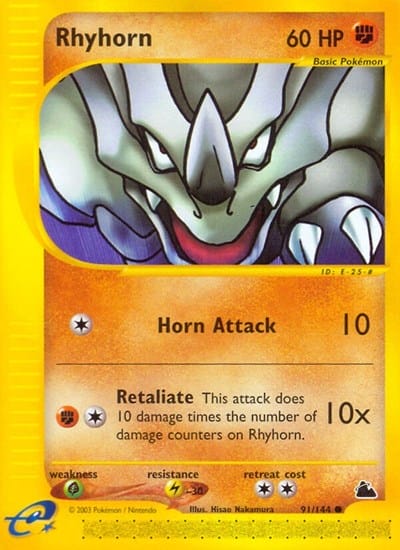 Rhyhorn 60 HP
Basic Pokémon
ID: E-25-#
Horn Attack 10
Retaliate This attack does
10 damage times the number of
damage counters on Rhyhorn.
10x
weakness resistance retreat cost
-30
© 2003 Pokémon / Nintendo Illus. Hisao Nakamura 91/144 ●
e